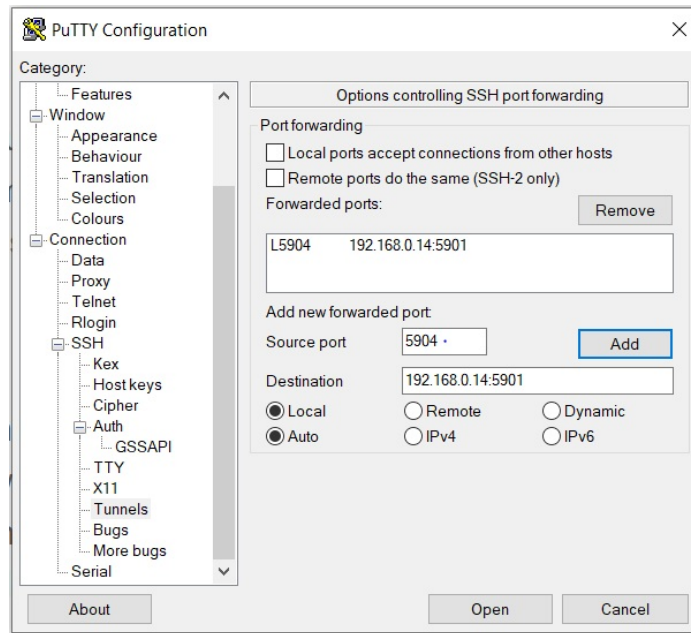 PuTTY Configuration
Category:
Features
Window
Appearance
Behaviour
Translation
Selection
Colours
Connection
Data
Proxy
Telnet
Rlogin
SSH
Kex
Host keys
Cipher
Auth
GSSAPI
TTY
X11
Tunnels
Bugs
More bugs
Serial
Options controlling SSH port forwarding
Port forwarding
Local ports accept connections from other hosts
Remote ports do the same (SSH-2 only)
Forwarded ports: Remove
L5904 192.168.0.14:5901
Add new forwarded port:
Source port 5904 Add
Destination 192.168.0.14:5901
Local Remote Dynamic
Auto IPv4 IPv6
About Open Cancel